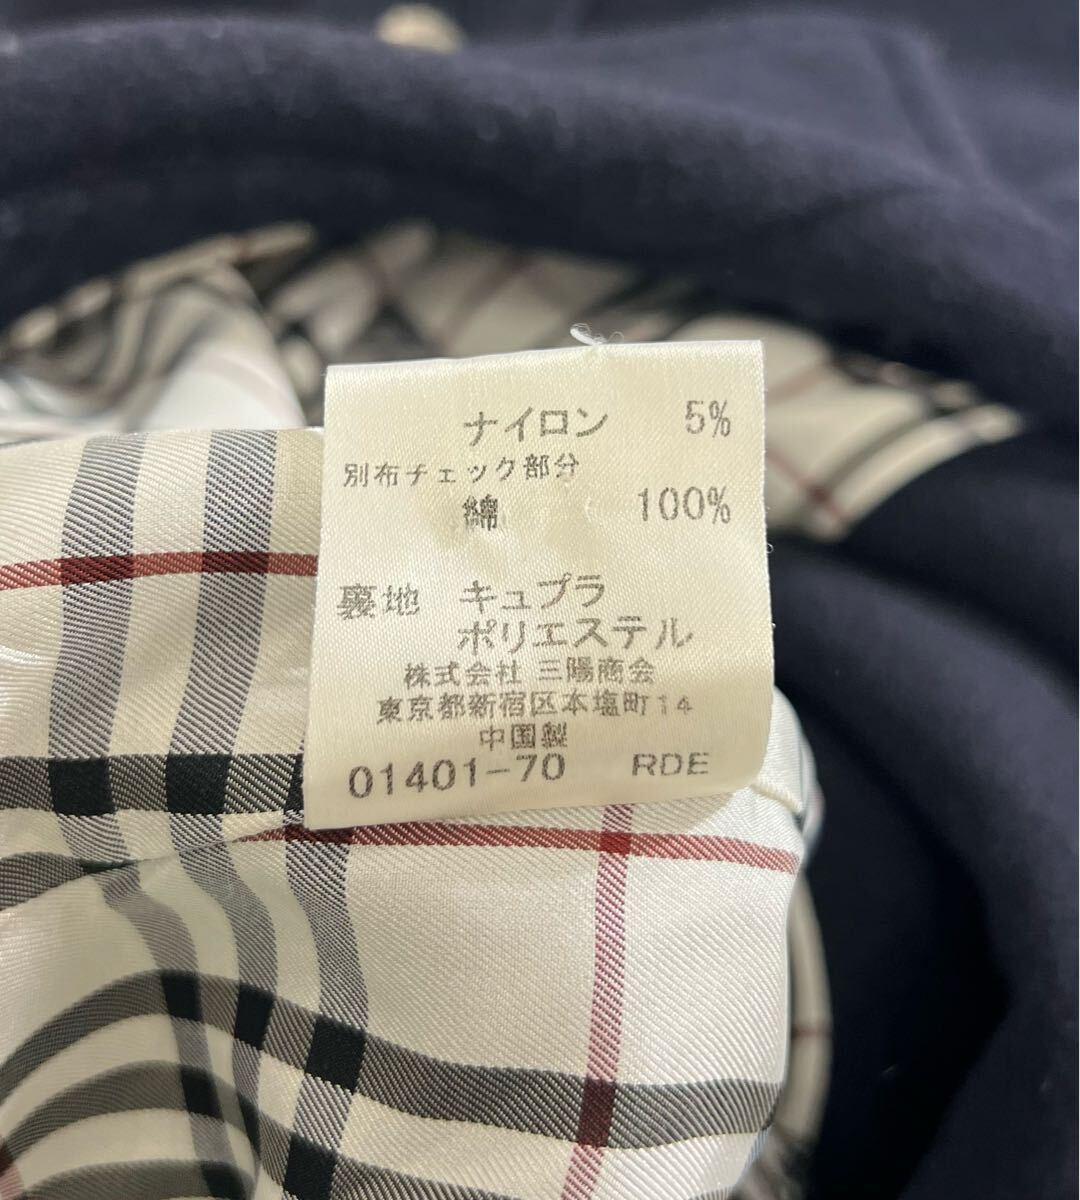 ナイロン 5%
別布チェック部分
綿 100%
裏地 キュプラ
ポリエステル
株式会社 三陽商会
東京都新宿区本塩町14
中国製
01401-70 RDE